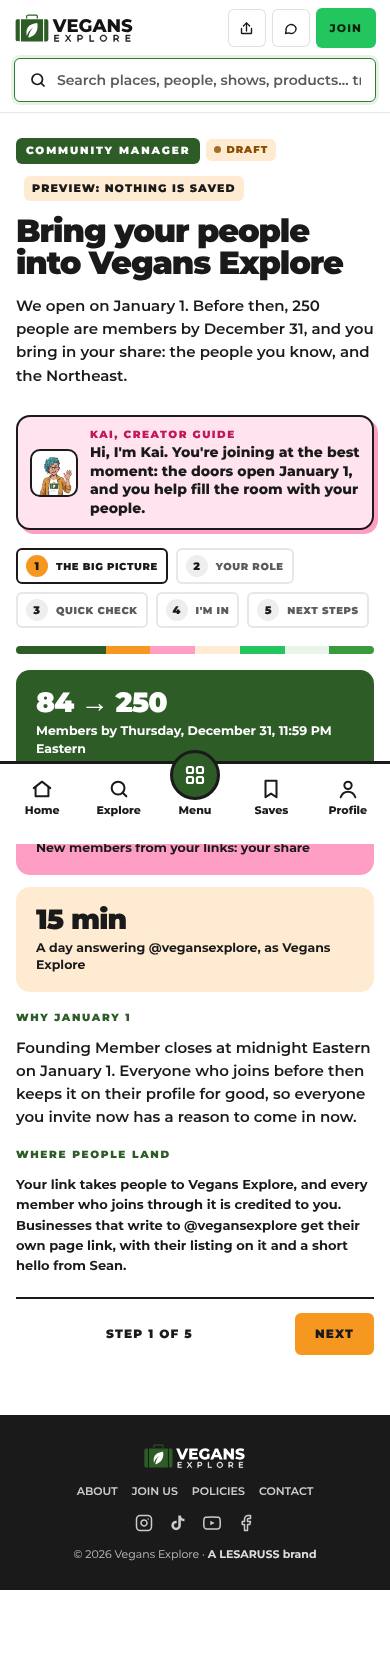 VEGANS
EXPLORE
JOIN
Search places, people, shows, products... tr
COMMUNITY MANAGER
DRAFT
PREVIEW: NOTHING IS SAVED
Bring your people
into Vegans Explore
We open on January 1. Before then, 250
people are members by December 31, and you
bring in your share: the people you know, and
the Northeast.
KAI, CREATOR GUIDE
Hi, I'm Kai. You're joining at the best
moment: the doors open January 1,
and you help fill the room with your
people.
1 THE BIG PICTURE
2 YOUR ROLE
3 QUICK CHECK
4 I'M IN
5 NEXT STEPS
84 → 250
Members by Thursday, December 31, 11:59 PM
Eastern
Home
Explore
Menu
Saves
Profile
New members from your links: your share
15 min
A day answering @vegansexplore, as Vegans
Explore
WHY JANUARY 1
Founding Member closes at midnight Eastern
on January 1. Everyone who joins before then
keeps it on their profile for good, so everyone
you invite now has a reason to come in now.
WHERE PEOPLE LAND
Your link takes people to Vegans Explore, and every
member who joins through it is credited to you.
Businesses that write to @vegansexplore get their
own page link, with their listing on it and a short
hello from Sean.
STEP 1 OF 5
NEXT
VEGANS
EXPLORE
ABOUT
JOIN US
POLICIES
CONTACT
© 2026 Vegans Explore · A LESARUSS brand